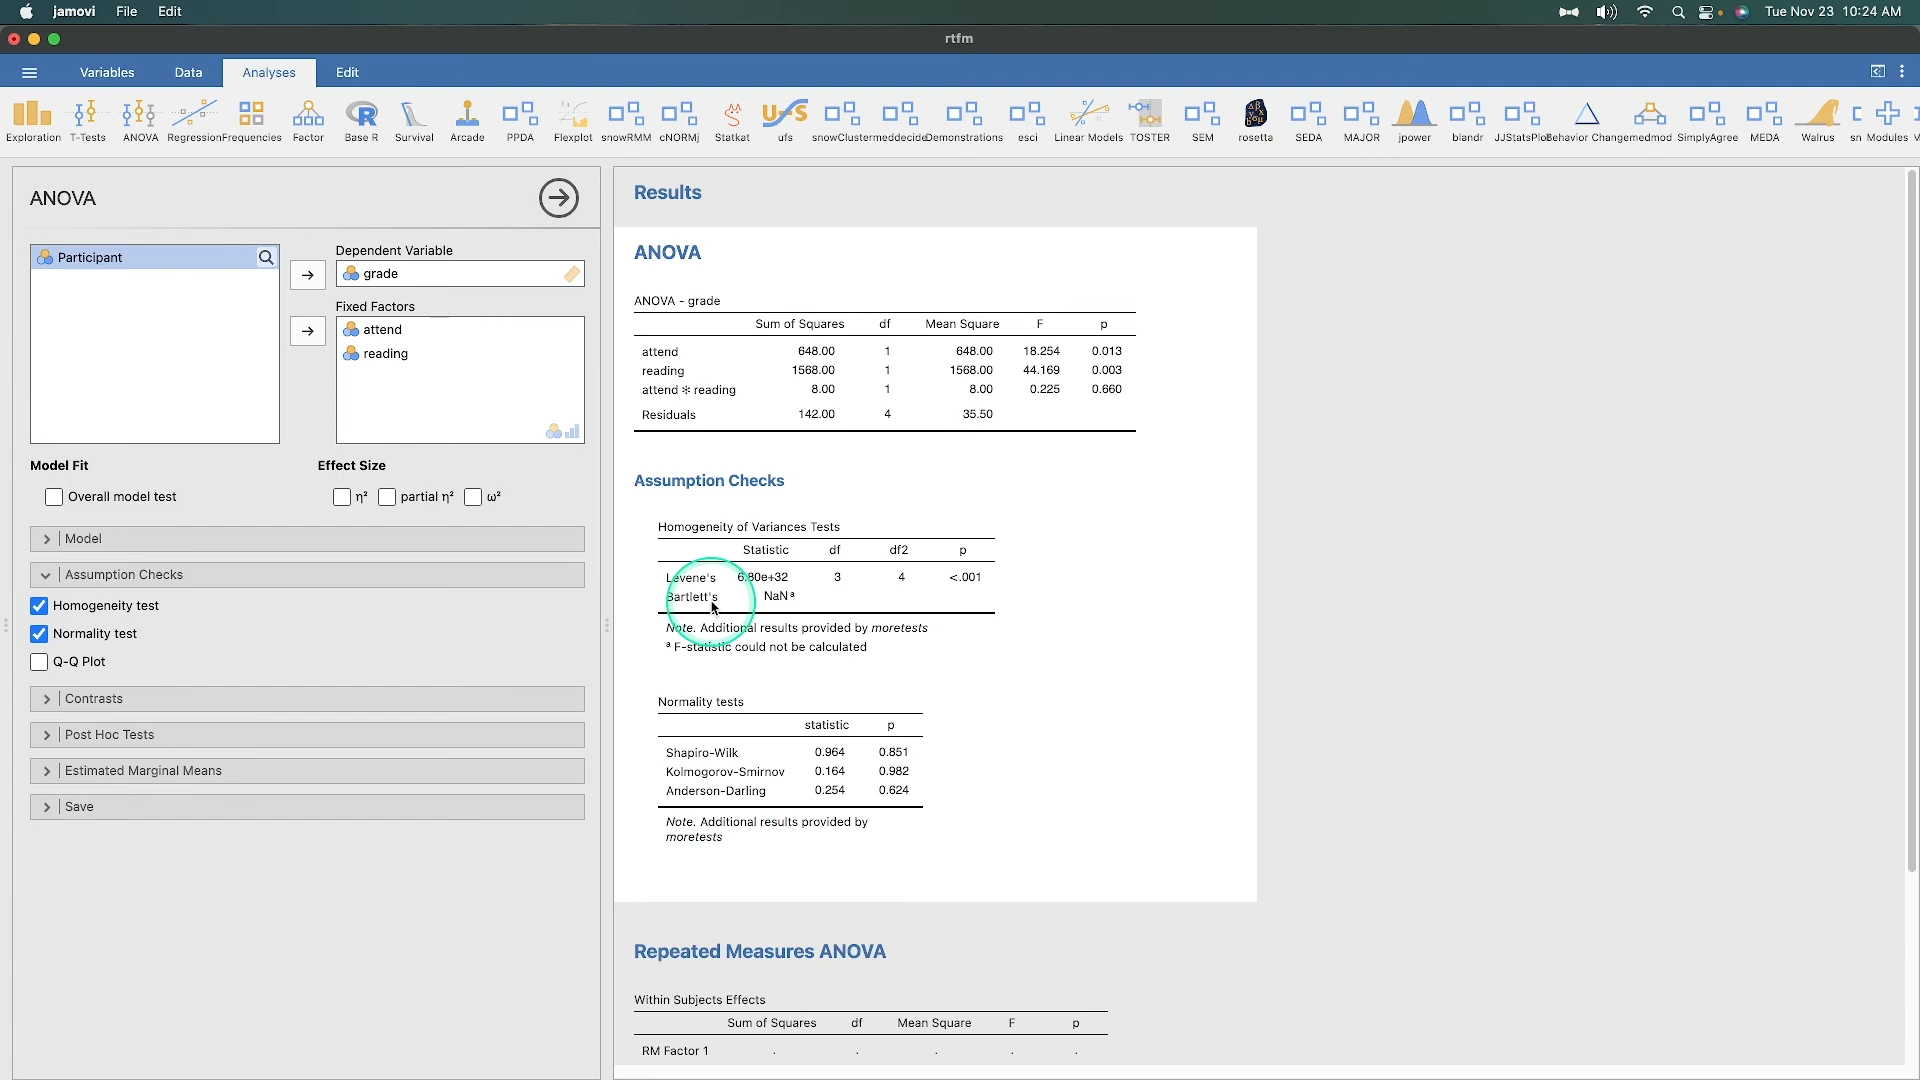 jamovi File Edit Tue Nov 23 10:24 AM
rtfm
Variables Data Analyses Edit
Exploration T-Tests ANOVA Regression Frequencies Factor Base R Survival Arcade PPDA Flexplot snowRMM cNORMj Statkat ufs snowCluster meddecide Demonstrations esci Linear Models TOSTER SEM rosetta SEDA MAJOR jpower blandr JJStatsPlo Behavior Change medmod SimplyAgree MEDA Walrus sn Modules
ANOVA
Participant
Dependent Variable
grade
Fixed Factors
attend
reading
Model Fit
Overall model test
Effect Size
η² partial η² ω²
Model
Assumption Checks
Homogeneity test
Normality test
Q-Q Plot
Contrasts
Post Hoc Tests
Estimated Marginal Means
Save
Results
ANOVA
ANOVA - grade
Sum of Squares df Mean Square F p
attend 648.00 1 648.00 18.254 0.013
reading 1568.00 1 1568.00 44.169 0.003
attend ✻ reading 8.00 1 8.00 0.225 0.660
Residuals 142.00 4 35.50
Assumption Checks
Homogeneity of Variances Tests
Statistic df df2 p
Levene's 6.80e+32 3 4 <.001
Bartlett's NaN ᵃ
Note. Additional results provided by moretests
ᵃ F-statistic could not be calculated
Normality tests
statistic p
Shapiro-Wilk 0.964 0.851
Kolmogorov-Smirnov 0.164 0.982
Anderson-Darling 0.254 0.624
Note. Additional results provided by
moretests
Repeated Measures ANOVA
Within Subjects Effects
Sum of Squares df Mean Square F p
RM Factor 1 . . . . .